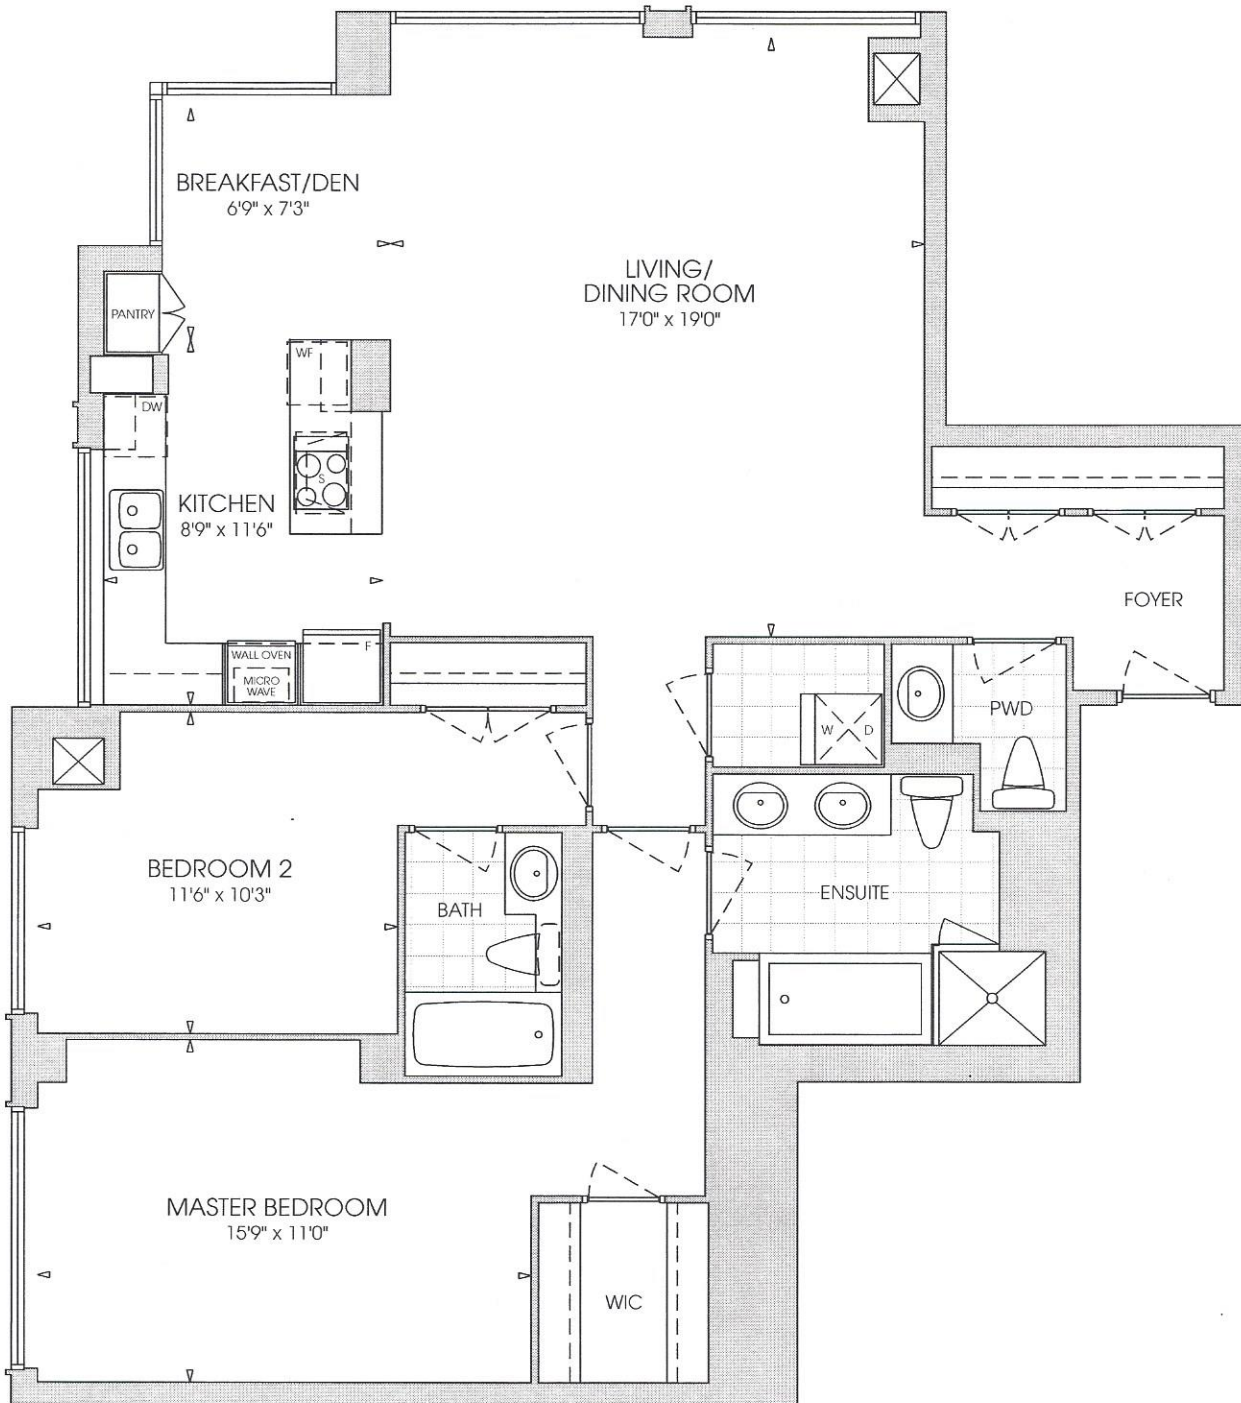 BREAKFAST/DEN
6'9" x 7'3"
LIVING/
DINING ROOM
17'0" x 19'0"
PANTRY
WF
DW
S
KITCHEN
8'9" x 11'6"
FOYER
WALL OVEN
F
MICRO
WAVE
W D
PWD
BEDROOM 2
11'6" x 10'3"
BATH
ENSUITE
MASTER BEDROOM
15'9" x 11'0"
WIC